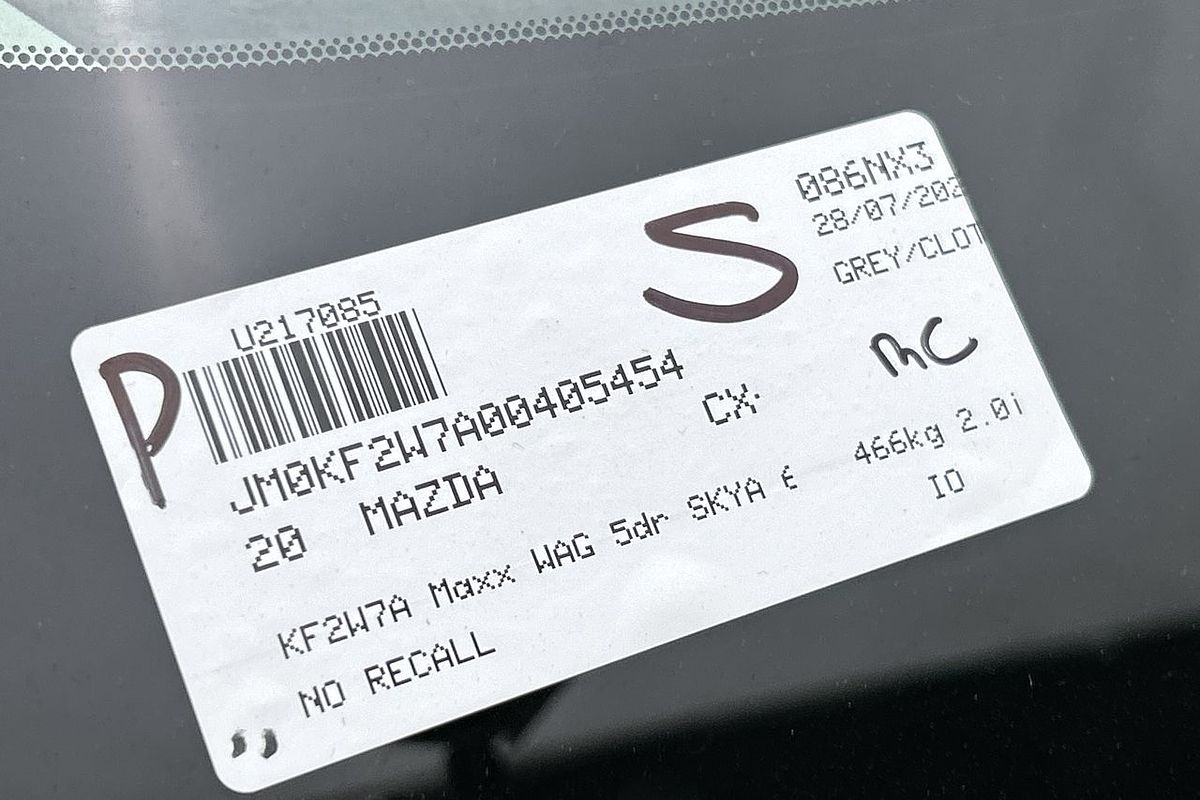 086NX3
28/07/202
S
GREY/CLOT
U217085
P
JM0KF2W7A00405454
CX-
20 MAZDA
466kg 2.0i
KF2W7A Maxx WAG 5dr SKYA 6
IO
NO RECALL